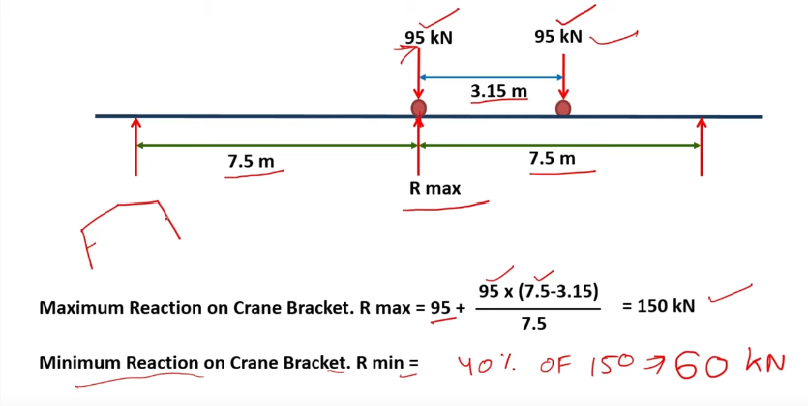 95 kN 95 kN
3.15 m
7.5 m 7.5 m
R max
95 x (7.5-3.15)
Maximum Reaction on Crane Bracket. R max = 95 + = 150 kN
7.5
Minimum Reaction on Crane Bracket. R min = 40% OF 150 → 60 kN